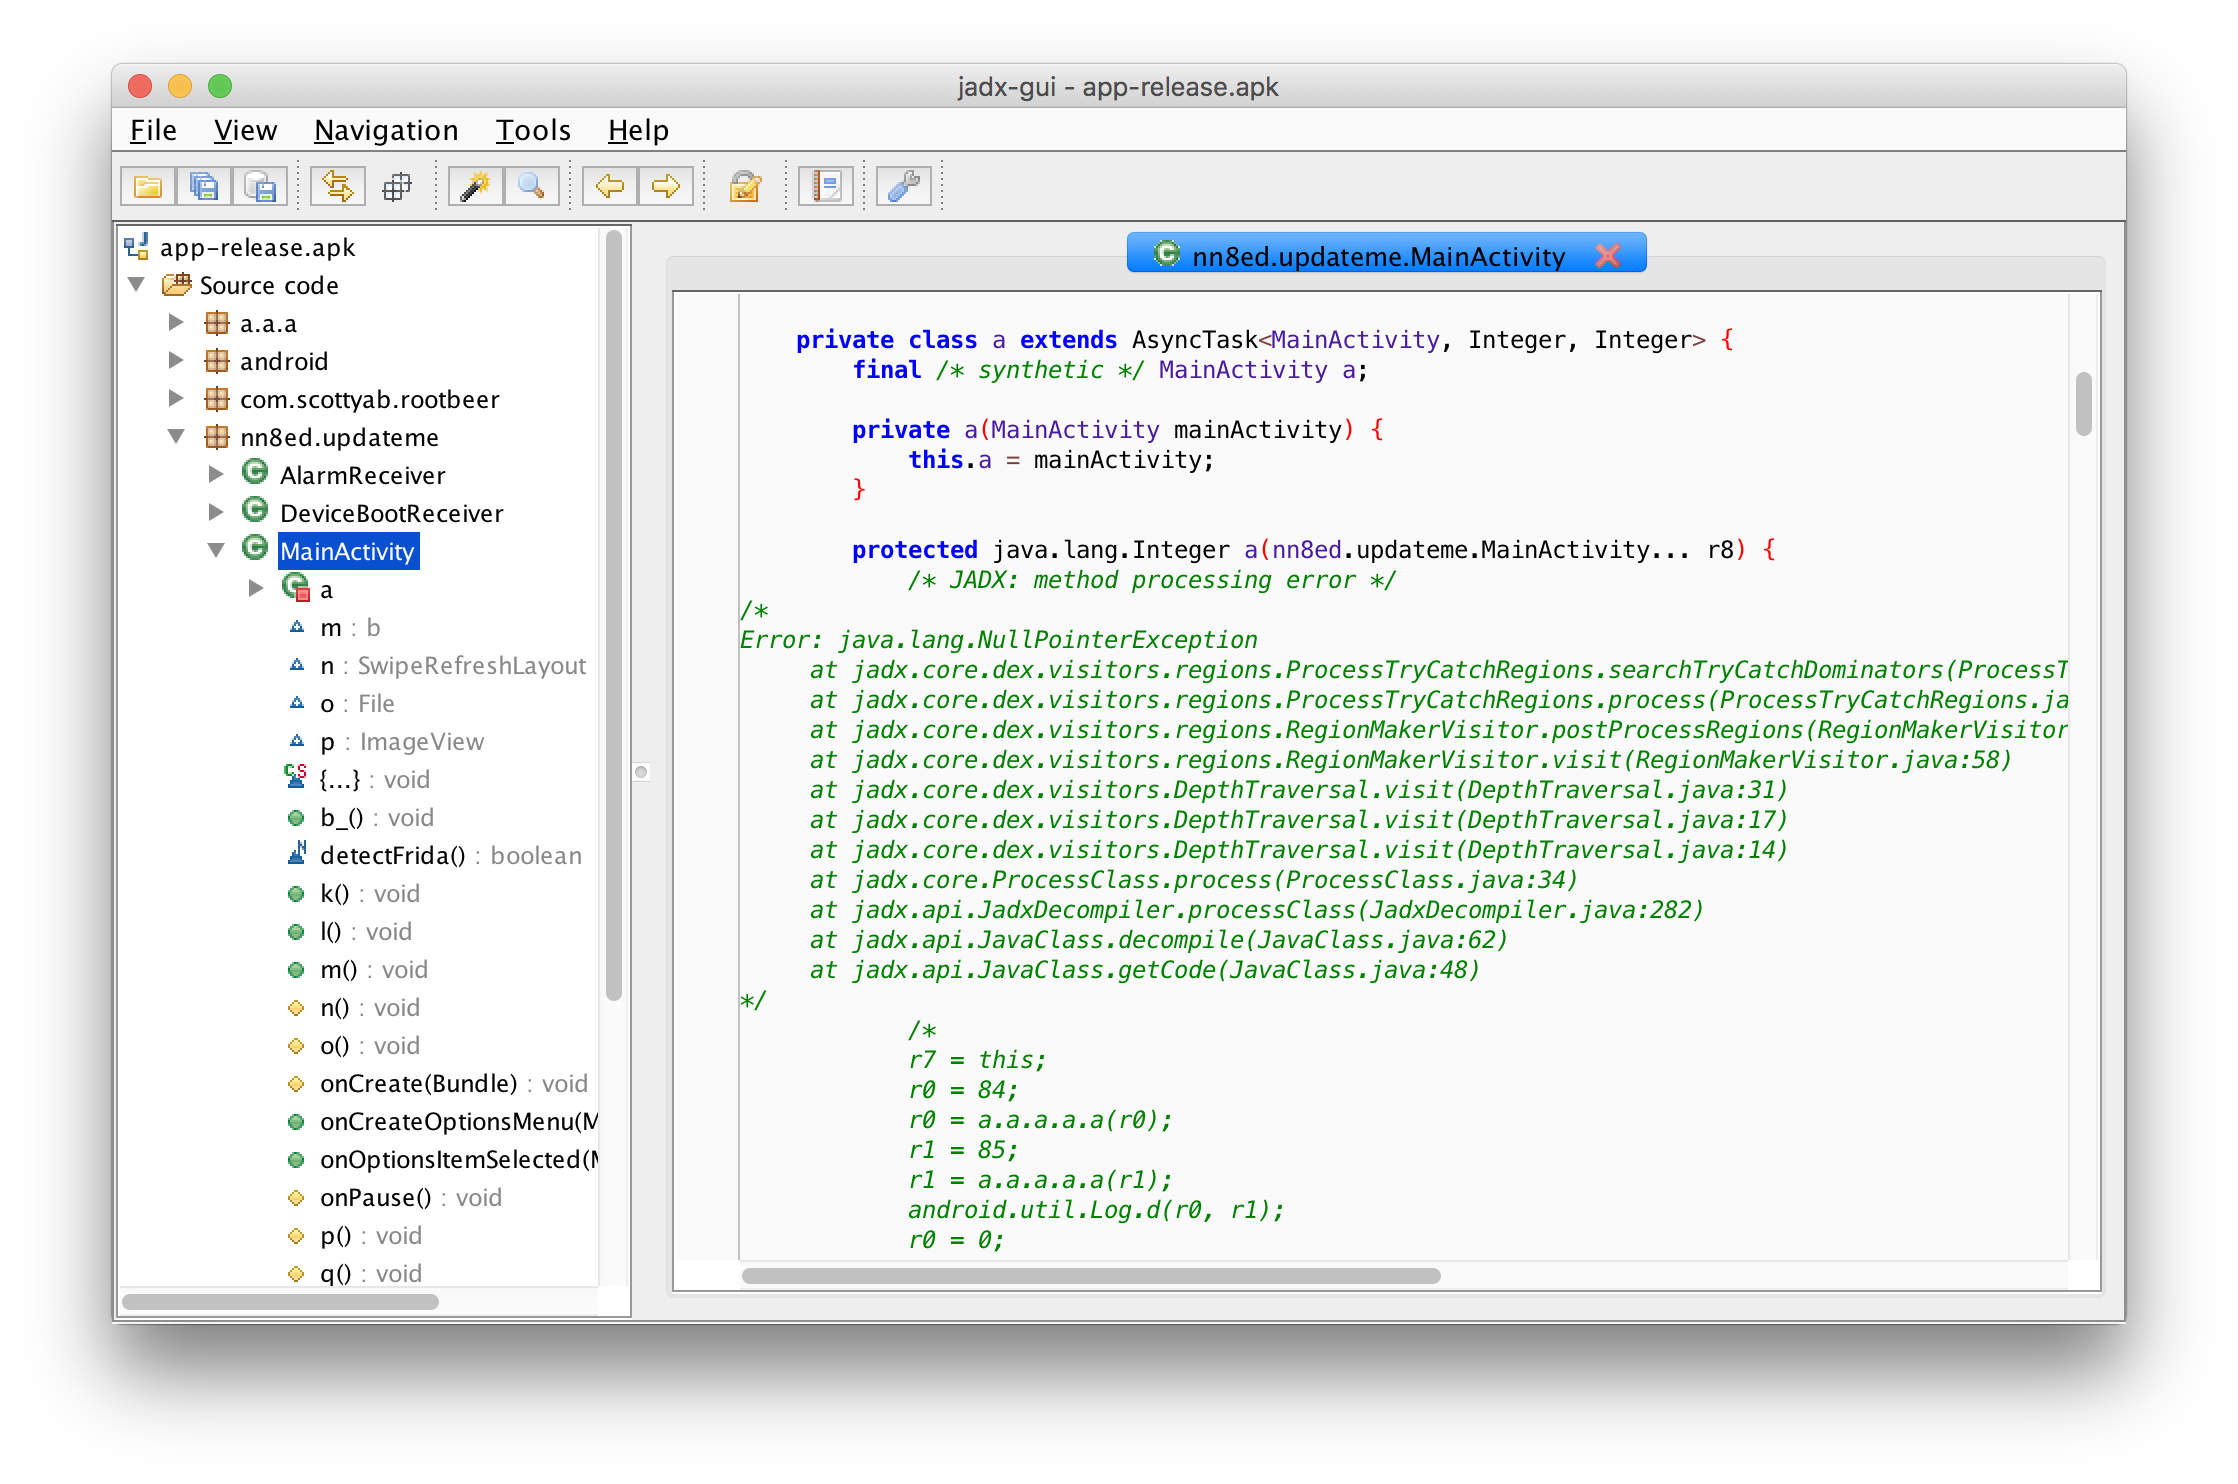 jadx-gui - app-release.apk
File View Navigation Tools Help
app-release.apk
Source code
a.a.a
android
com.scottyab.rootbeer
nn8ed.updateme
AlarmReceiver
DeviceBootReceiver
MainActivity
a
m : b
n : SwipeRefreshLayout
o : File
p : ImageView
{...} : void
b_() : void
detectFrida() : boolean
k() : void
l() : void
m() : void
n() : void
o() : void
onCreate(Bundle) : void
onCreateOptionsMenu(M
onOptionsItemSelected(M
onPause() : void
p() : void
q() : void
nn8ed.updateme.MainActivity
private class a extends AsyncTask<MainActivity, Integer, Integer> {
final /* synthetic */ MainActivity a;
private a(MainActivity mainActivity) {
this.a = mainActivity;
}
protected java.lang.Integer a(nn8ed.updateme.MainActivity... r8) {
/* JADX: method processing error */
/*
Error: java.lang.NullPointerException
at jadx.core.dex.visitors.regions.ProcessTryCatchRegions.searchTryCatchDominators(ProcessT
at jadx.core.dex.visitors.regions.ProcessTryCatchRegions.process(ProcessTryCatchRegions.ja
at jadx.core.dex.visitors.regions.RegionMakerVisitor.postProcessRegions(RegionMakerVisitor
at jadx.core.dex.visitors.regions.RegionMakerVisitor.visit(RegionMakerVisitor.java:58)
at jadx.core.dex.visitors.DepthTraversal.visit(DepthTraversal.java:31)
at jadx.core.dex.visitors.DepthTraversal.visit(DepthTraversal.java:17)
at jadx.core.dex.visitors.DepthTraversal.visit(DepthTraversal.java:14)
at jadx.core.ProcessClass.process(ProcessClass.java:34)
at jadx.api.JadxDecompiler.processClass(JadxDecompiler.java:282)
at jadx.api.JavaClass.decompile(JavaClass.java:62)
at jadx.api.JavaClass.getCode(JavaClass.java:48)
*/
/*
r7 = this;
r0 = 84;
r0 = a.a.a.a.a(r0);
r1 = 85;
r1 = a.a.a.a.a(r1);
android.util.Log.d(r0, r1);
r0 = 0;